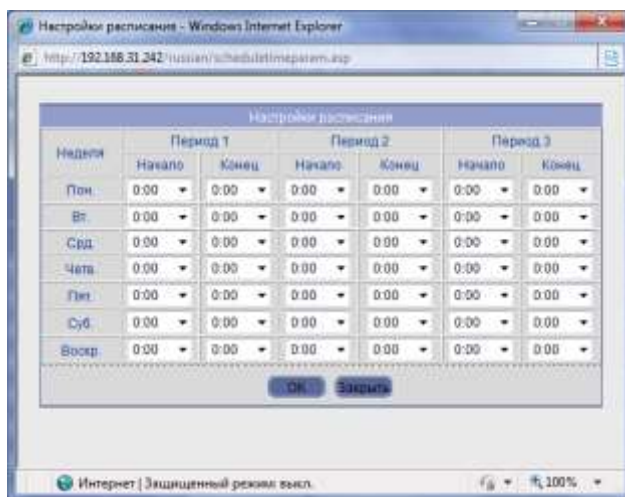 Настройки расписания - Windows Internet Explorer
http://192.168.31.242/russian/scheduletimeparam.asp
Настройки расписания
Неделя Период 1 Период 2 Период 3
Начало Конец Начало Конец Начало Конец
Пон. 0:00 0:00 0:00 0:00 0:00 0:00
Вт. 0:00 0:00 0:00 0:00 0:00 0:00
Срд. 0:00 0:00 0:00 0:00 0:00 0:00
Четв. 0:00 0:00 0:00 0:00 0:00 0:00
Пят. 0:00 0:00 0:00 0:00 0:00 0:00
Суб. 0:00 0:00 0:00 0:00 0:00 0:00
Воскр. 0:00 0:00 0:00 0:00 0:00 0:00
OK Закрыть
Интернет | Защищенный режим: выкл. 100%